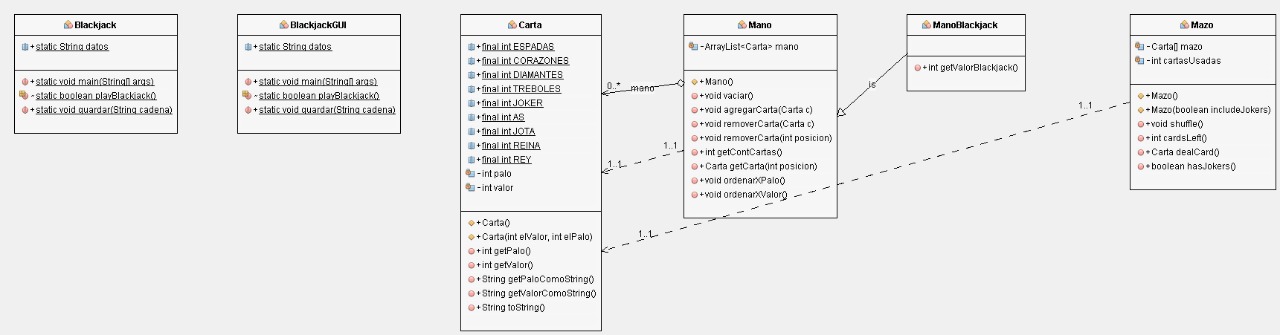 Blackjack
+ static String datos
+ static void main(String[] args)
~ static boolean playBlackjack()
+ static void guardar(String cadena)
BlackjackGUI
+ static String datos
+ static void main(String[] args)
~ static boolean playBlackjack()
+ static void guardar(String cadena)
Carta
+ final int ESPADAS
+ final int CORAZONES
+ final int DIAMANTES
+ final int TREBOLES
+ final int JOKER
+ final int AS
+ final int JOTA
+ final int REINA
+ final int REY
- int palo
- int valor
+ Carta()
+ Carta(int elValor, int elPalo)
+ int getPalo()
+ int getValor()
+ String getPaloComoString()
+ String getValorComoString()
+ String toString()
0..*
mano
1..1
1..1
1..1
Mano
- ArrayList<Carta> mano
+ Mano()
+ void vaciar()
+ void agregarCarta(Carta c)
+ void removerCarta(Carta c)
+ void removerCarta(int posicion)
+ int getContCartas()
+ Carta getCarta(int posicion)
+ void ordenarXPalo()
+ void ordenarXValor()
is
ManoBlackjack
+ int getValorBlackjack()
1..1
Mazo
- Carta[] mazo
- int cartasUsadas
+ Mazo()
+ Mazo(boolean includeJokers)
+ void shuffle()
+ int cardsLeft()
+ Carta dealCard()
+ boolean hasJokers()